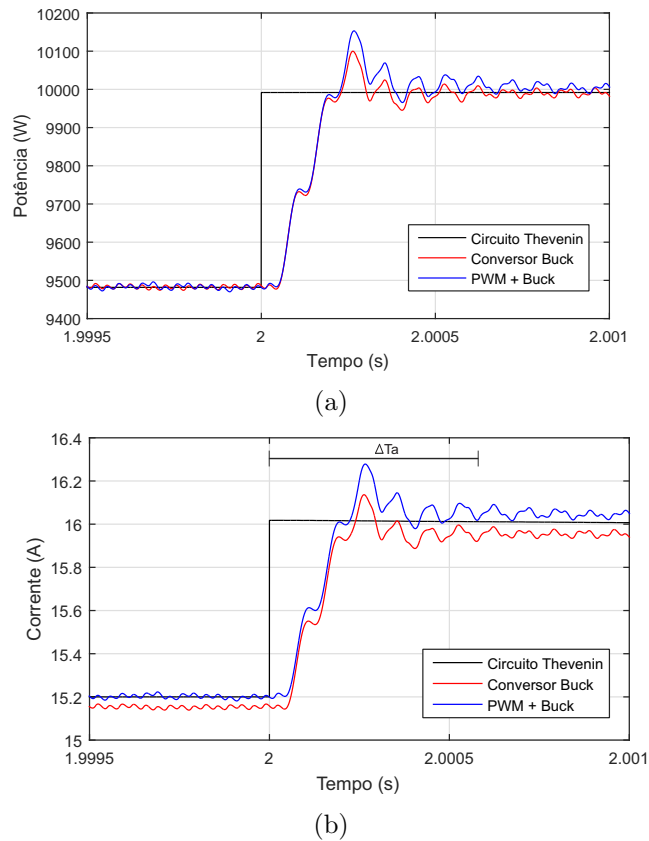 10200
10100
10000
9900
9800
9700
9600
9500
9400
Potência (W)
Circuito Thevenin
Conversor Buck
PWM + Buck
1.9995
2
2.0005
2.001
Tempo (s)
(a)
16.4
16.2
16
15.8
15.6
15.4
15.2
15
Corrente (A)
ΔTa
Circuito Thevenin
Conversor Buck
PWM + Buck
1.9995
2
2.0005
2.001
Tempo (s)
(b)